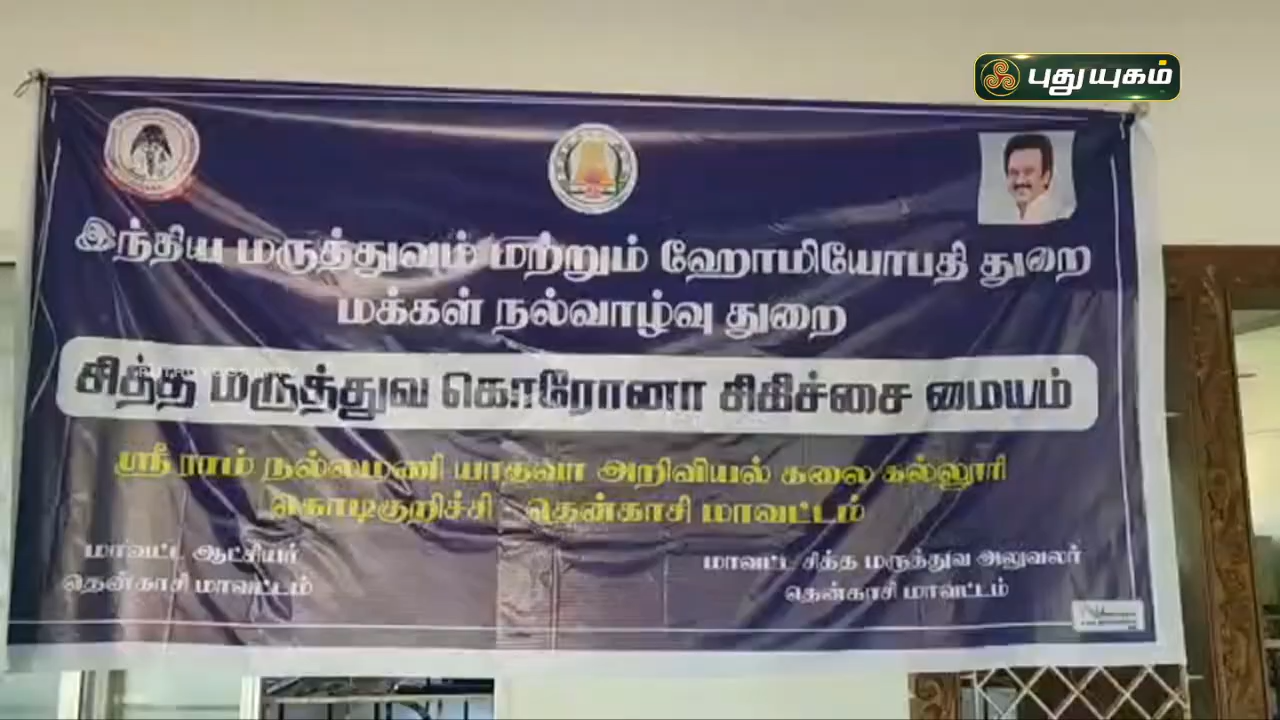 புதுயுகம்
இந்திய மருத்துவம் மற்றும் ஹோமியோபதி துறை
மக்கள் நல்வாழ்வு துறை
சித்த மருத்துவ கொரோனா சிகிச்சை மையம்
ஸ்ரீ ராம் நல்லமணி யாதவா அறிவியல் கலை கல்லூரி
கொடிகுறிச்சி - தென்காசி மாவட்டம்
மாவட்ட ஆட்சியர்
தென்காசி மாவட்டம்
மாவட்ட சித்த மருத்துவ அலுவலர்
தென்காசி மாவட்டம்